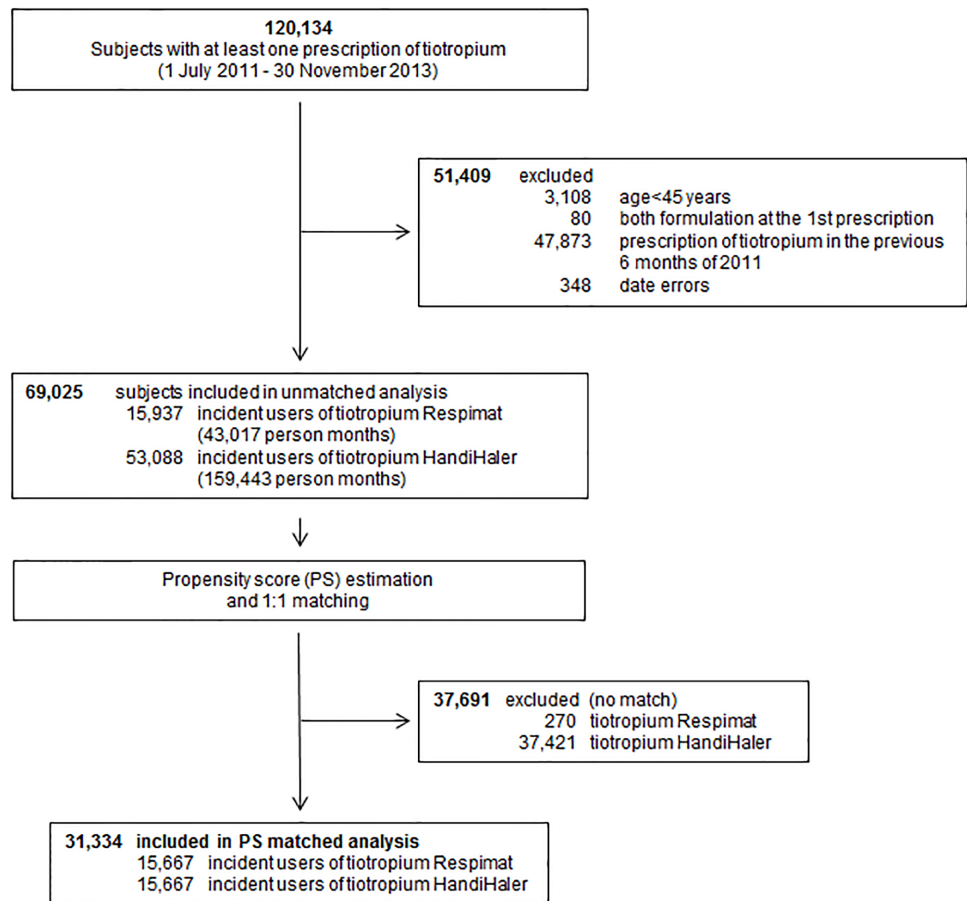 120,134
Subjects with at least one prescription of tiotropium
(1 July 2011 - 30 November 2013)
51,409 excluded
3,108 age<45 years
80 both formulation at the 1st prescription
47,873 prescription of tiotropium in the previous
6 months of 2011
348 date errors
69,025 subjects included in unmatched analysis
15,937 incident users of tiotropium Respimat
(43,017 person months)
53,088 incident users of tiotropium HandiHaler
(159,443 person months)
Propensity score (PS) estimation
and 1:1 matching
37,691 excluded (no match)
270 tiotropium Respimat
37,421 tiotropium HandiHaler
31,334 included in PS matched analysis
15,667 incident users of tiotropium Respimat
15,667 incident users of tiotropium HandiHaler